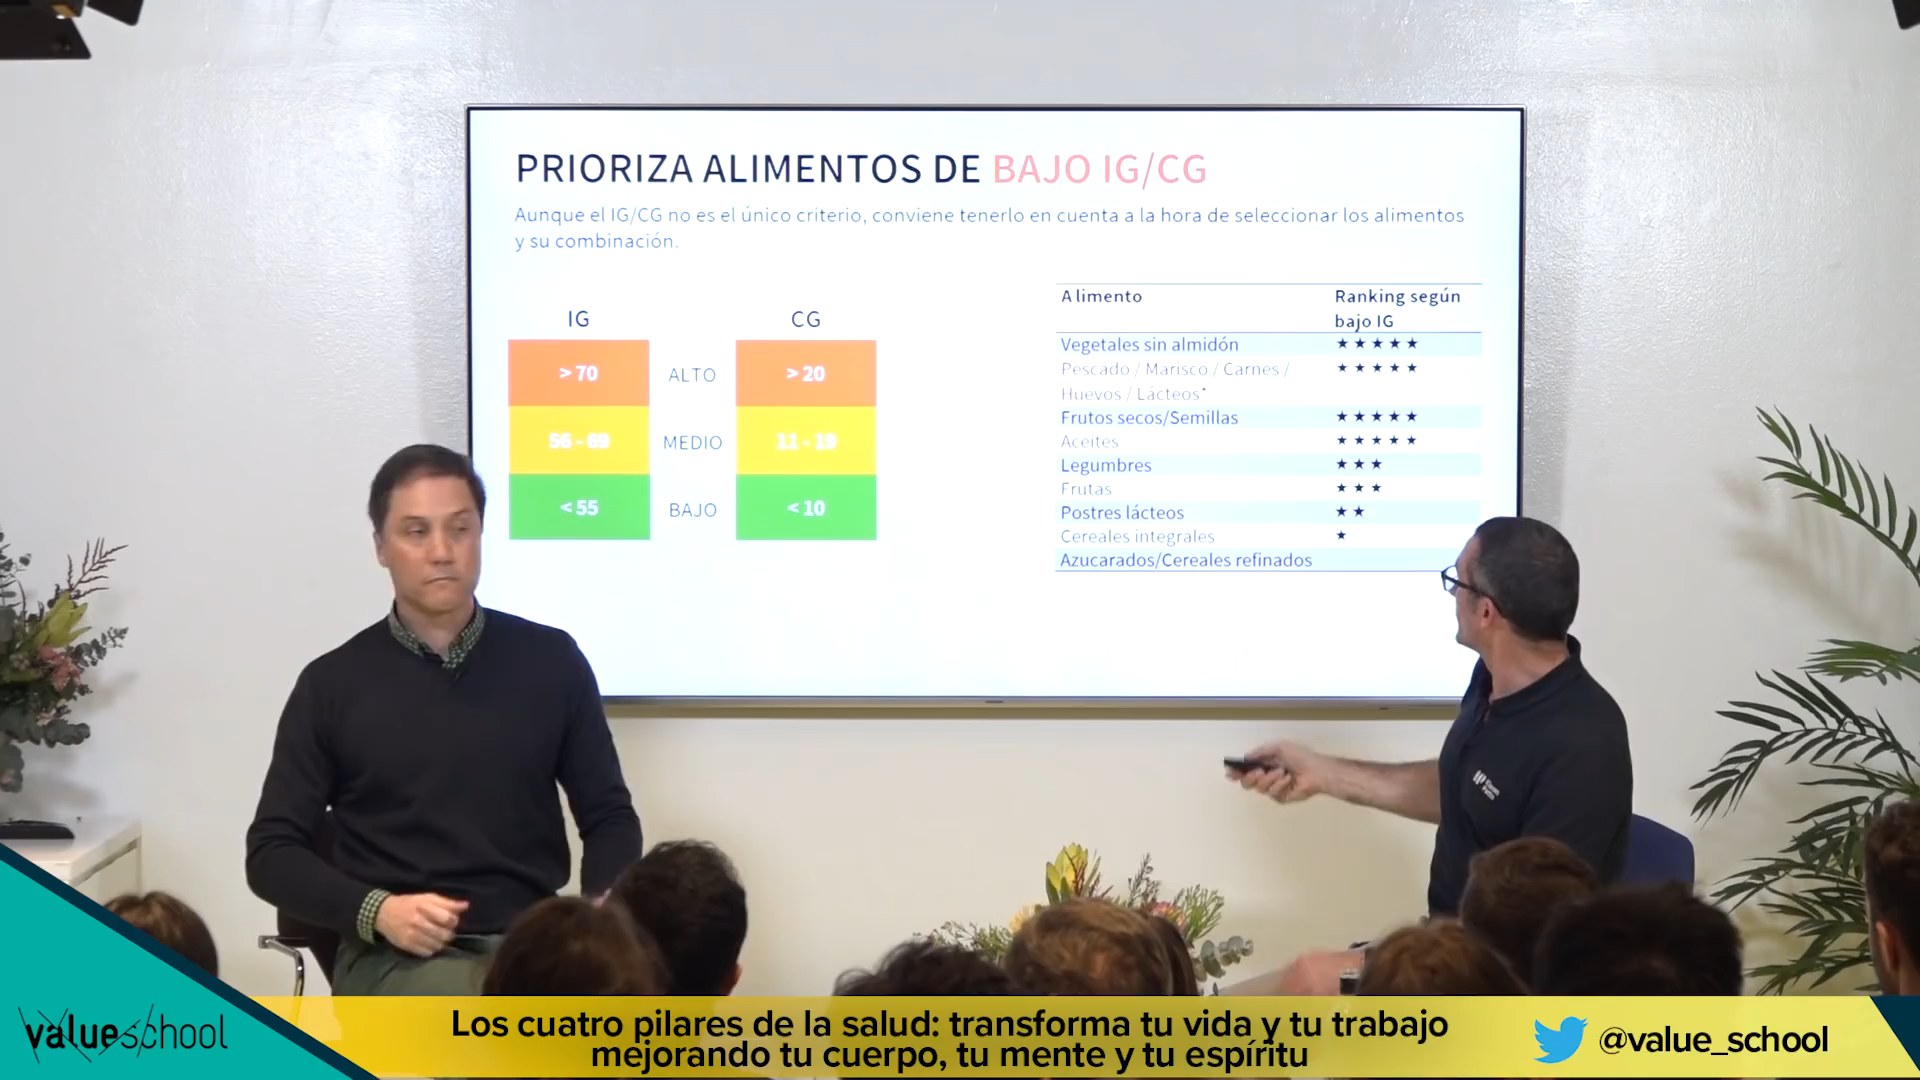 PRIORIZA ALIMENTOS DE BAJO IG/CG
Aunque el IG/CG no es el único criterio, conviene tenerlo en cuenta a la hora de seleccionar los alimentos
y su combinación.
IG CG
> 70 ALTO > 20
56 - 69 MEDIO 11 - 19
< 55 BAJO < 10
Alimento Ranking según
bajo IG
Vegetales sin almidón ★★★★★
Pescado / Marisco / Carnes / ★★★★★
Huevos / Lácteos*
Frutos secos/Semillas ★★★★★
Aceites ★★★★★
Legumbres ★★★
Frutas ★★★
Postres lácteos ★★
Cereales integrales ★
Azucarados/Cereales refinados
valueschool
Los cuatro pilares de la salud: transforma tu vida y tu trabajo
mejorando tu cuerpo, tu mente y tu espíritu
@value_school